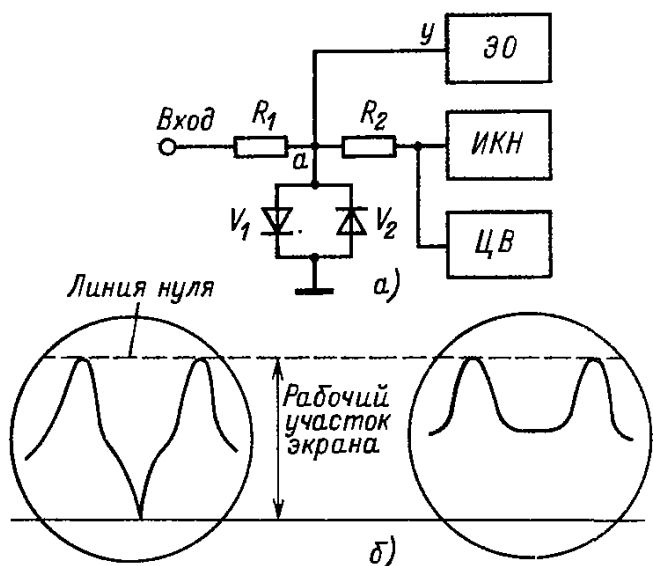 У
ЭО
Вход
R1
R2
а
ИКН
V1
V2
ЦВ
а)
Линия нуля
Рабочий
участок
экрана
б)